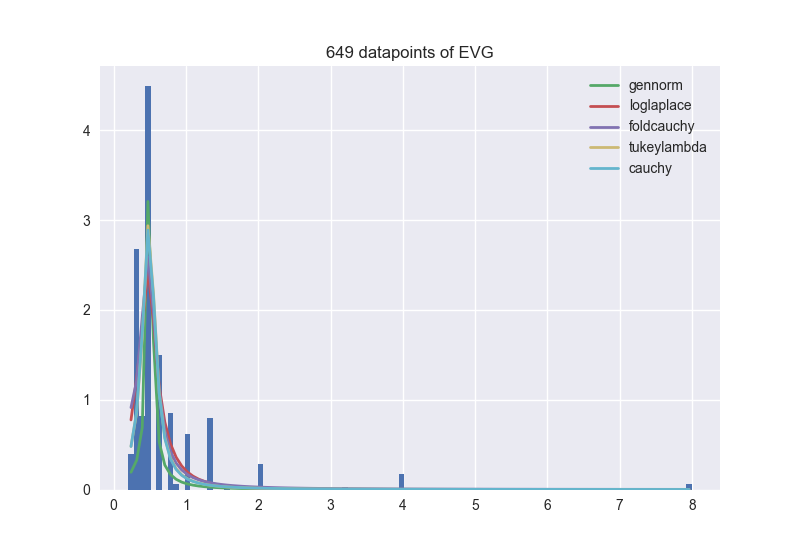 649 datapoints of EVG
gennorm
loglaplace
foldcauchy
tukeylambda
cauchy
4
3
2
1
0
0 1 2 3 4 5 6 7 8